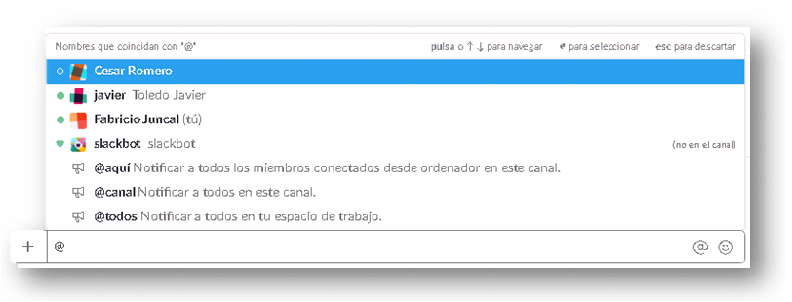 Nombres que coincidan con "@" pulsa o ↑ ↓ para navegar ↵ para seleccionar esc para descartar
Cesar Romero
javier Toledo Javier
Fabricio Juncal (tú)
slackbot slackbot (no en el canal)
@aquí Notificar a todos los miembros conectados desde ordenador en este canal.
@canal Notificar a todos en este canal.
@todos Notificar a todos en tu espacio de trabajo.
+ @ @